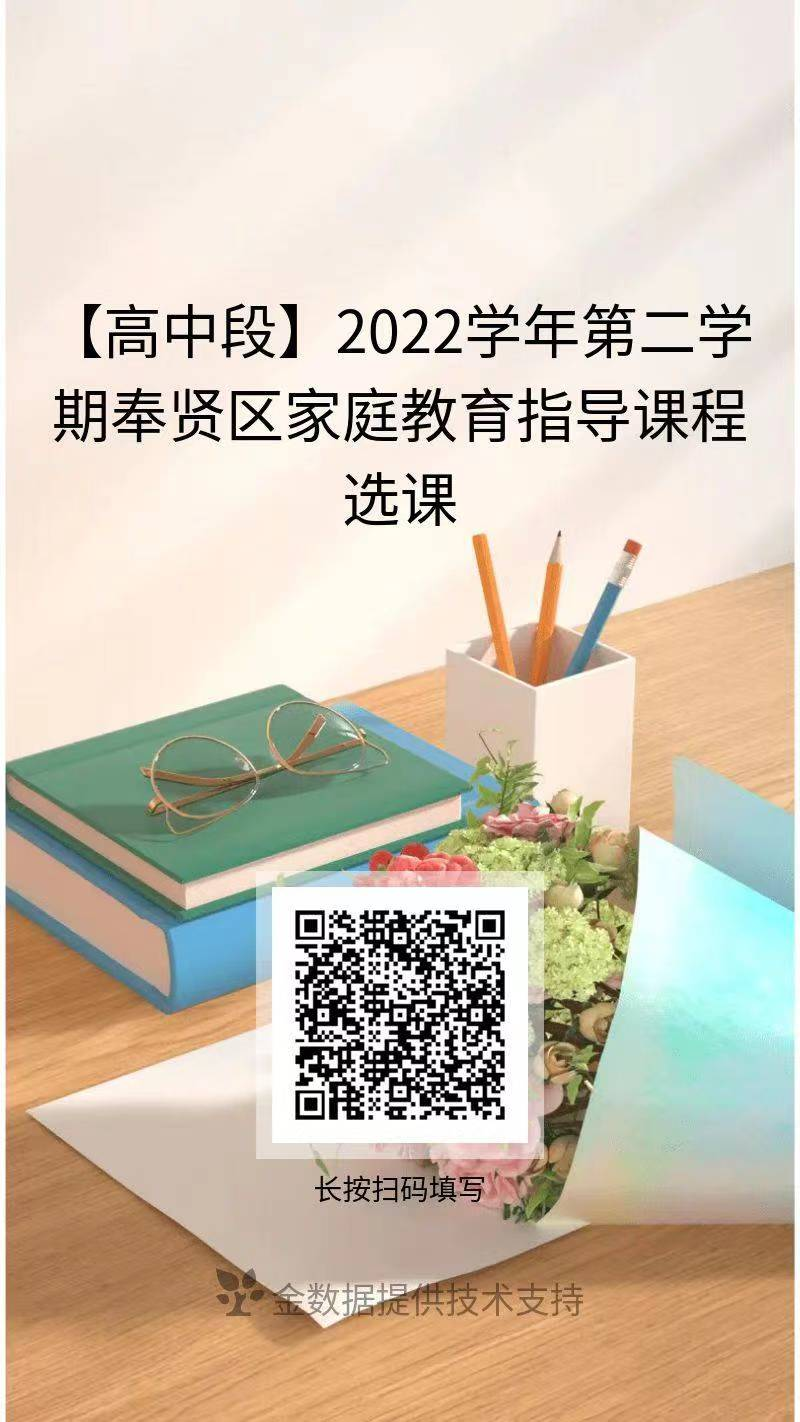 【高中段】2022学年第二学
期奉贤区家庭教育指导课程
选课
长按扫码填写
金数据提供技术支持